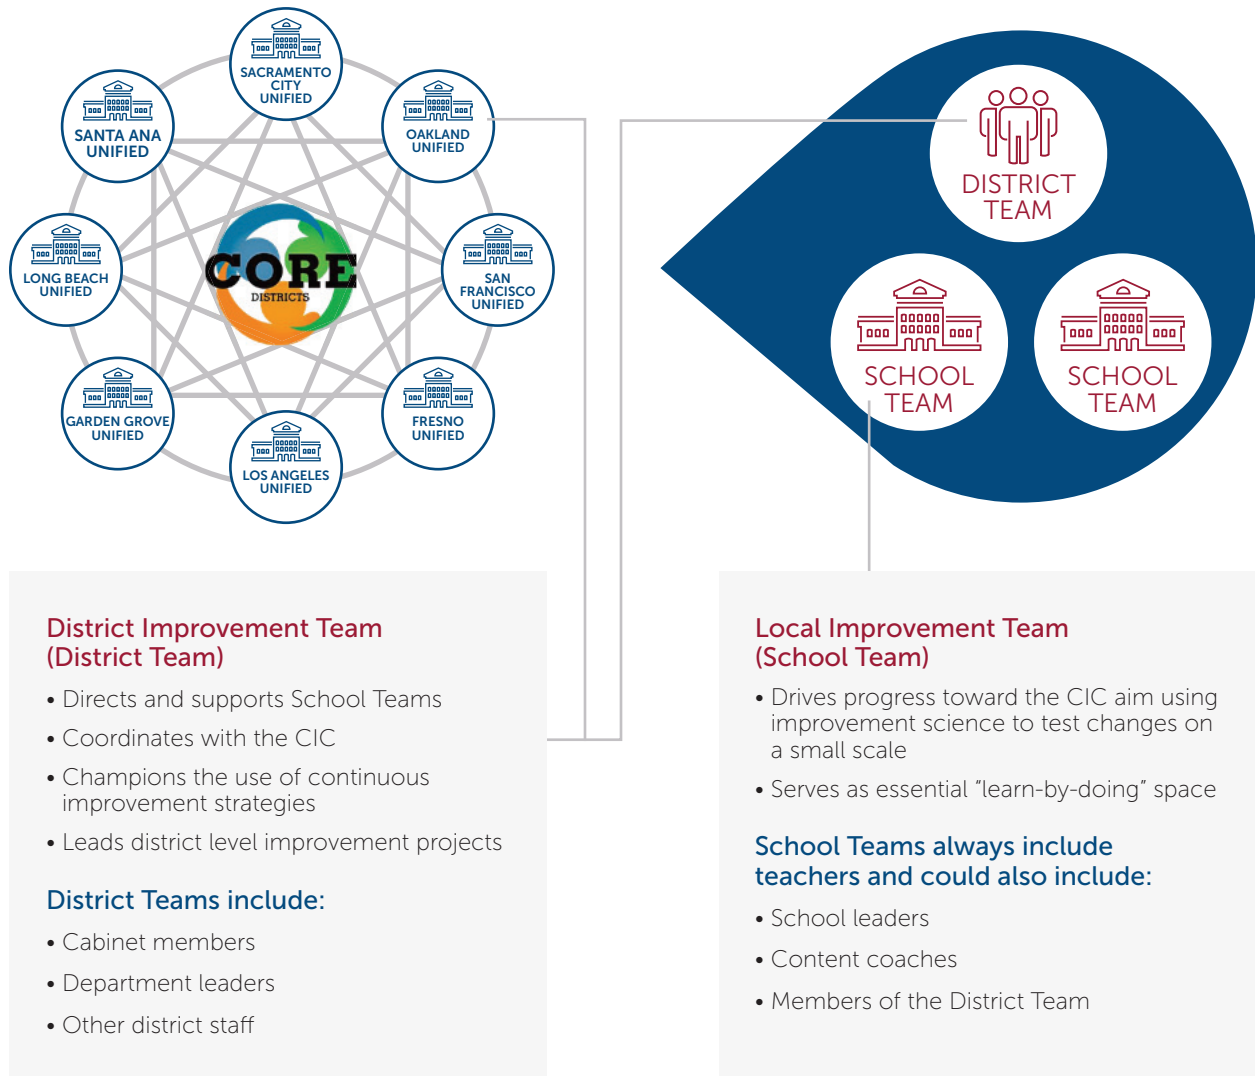 SACRAMENTO
CITY
UNIFIED
SANTA ANA
UNIFIED
OAKLAND
UNIFIED
LONG BEACH
UNIFIED
CORE
DISTRICTS
SAN
FRANCISCO
UNIFIED
GARDEN GROVE
UNIFIED
FRESNO
UNIFIED
LOS ANGELES
UNIFIED
DISTRICT
TEAM
SCHOOL
TEAM
SCHOOL
TEAM
District Improvement Team
(District Team)
• Directs and supports School Teams
• Coordinates with the CIC
• Champions the use of continuous
improvement strategies
• Leads district level improvement projects
District Teams include:
• Cabinet members
• Department leaders
• Other district staff
Local Improvement Team
(School Team)
• Drives progress toward the CIC aim using
improvement science to test changes on
a small scale
• Serves as essential “learn-by-doing” space
School Teams always include
teachers and could also include:
• School leaders
• Content coaches
• Members of the District Team